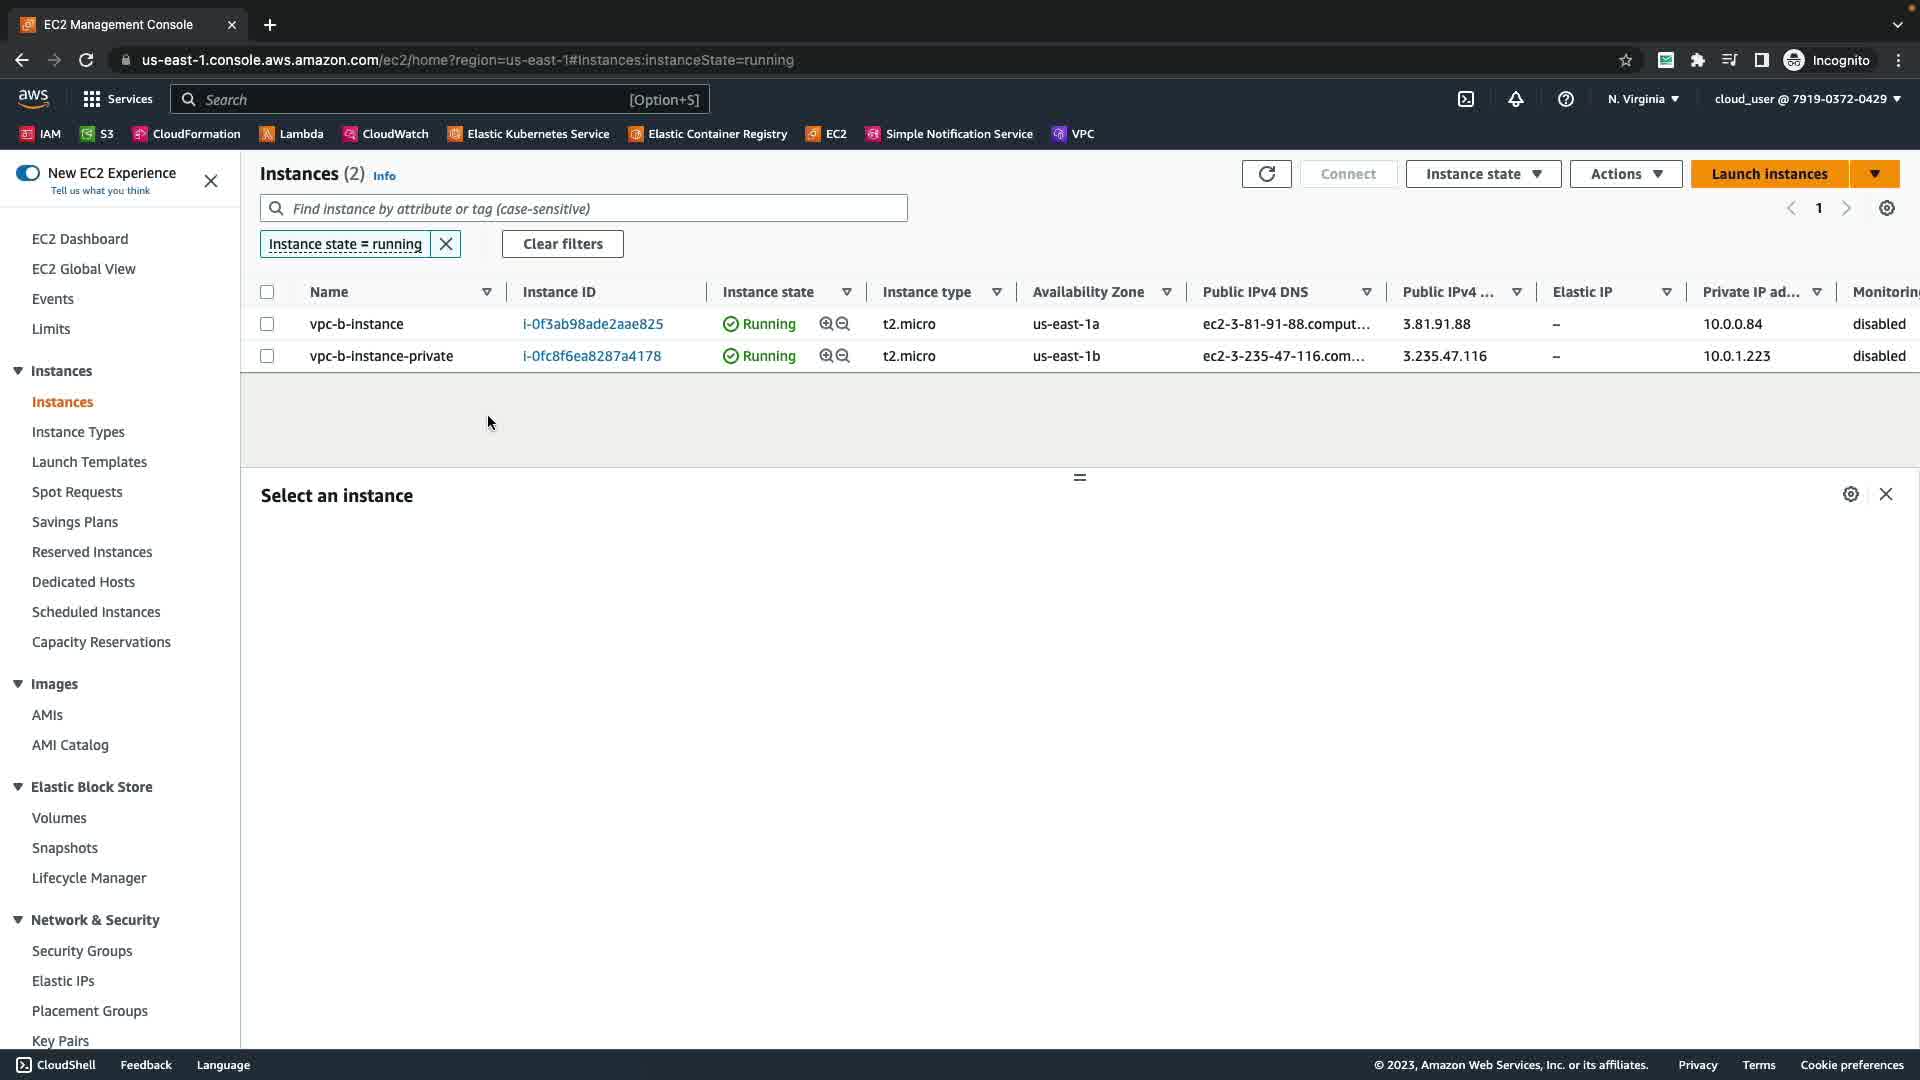 EC2 Management Console
us-east-1.console.aws.amazon.com/ec2/home?region=us-east-1#Instances:instanceState=running
Incognito
aws
Services
Search
[Option+S]
N. Virginia
cloud_user @ 7919-0372-0429
IAM
S3
CloudFormation
Lambda
CloudWatch
Elastic Kubernetes Service
Elastic Container Registry
EC2
Simple Notification Service
VPC
New EC2 Experience
Tell us what you think
EC2 Dashboard
EC2 Global View
Events
Limits
Instances
Instances
Instance Types
Launch Templates
Spot Requests
Savings Plans
Reserved Instances
Dedicated Hosts
Scheduled Instances
Capacity Reservations
Images
AMIs
AMI Catalog
Elastic Block Store
Volumes
Snapshots
Lifecycle Manager
Network & Security
Security Groups
Elastic IPs
Placement Groups
Key Pairs
Instances (2) Info
Connect
Instance state
Actions
Launch instances
Find instance by attribute or tag (case-sensitive)
1
Instance state = running
Clear filters
Name Instance ID Instance state Instance type Availability Zone Public IPv4 DNS Public IPv4 ... Elastic IP Private IP ad... Monitoring
vpc-b-instance i-0f3ab98ade2aae825 Running t2.micro us-east-1a ec2-3-81-91-88.comput... 3.81.91.88 – 10.0.0.84 disabled
vpc-b-instance-private i-0fc8f6ea8287a4178 Running t2.micro us-east-1b ec2-3-235-47-116.com... 3.235.47.116 – 10.0.1.223 disabled
Select an instance
CloudShell
Feedback
Language
© 2023, Amazon Web Services, Inc. or its affiliates.
Privacy
Terms
Cookie preferences